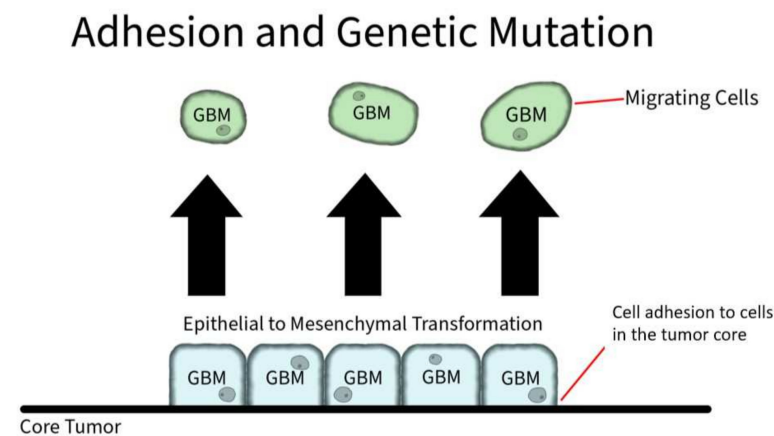 Adhesion and Genetic Mutation
GBM
GBM
GBM
Migrating Cells
Epithelial to Mesenchymal Transformation
Cell adhesion to cells
in the tumor core
GBM
GBM
GBM
GBM
GBM
Core Tumor